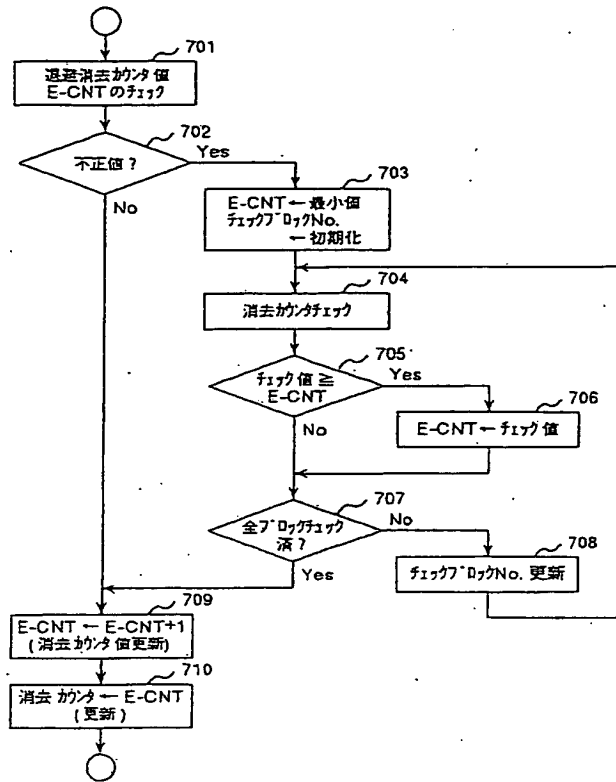 701
退避消去カウンタ値
E-CNTのチェック
702
不正値?
Yes
No
703
E-CNT ← 最小値
チェックブロックNo.
← 初期化
704
消去カウンタチェック
705
チェック値 ≧
E-CNT
Yes
No
706
E-CNT ← チェック値
707
全ブロックチェック
済?
No
Yes
708
チェックブロックNo. 更新
709
E-CNT ← E-CNT+1
(消去カウンタ値更新)
710
消去カウンタ ← E-CNT
(更新)